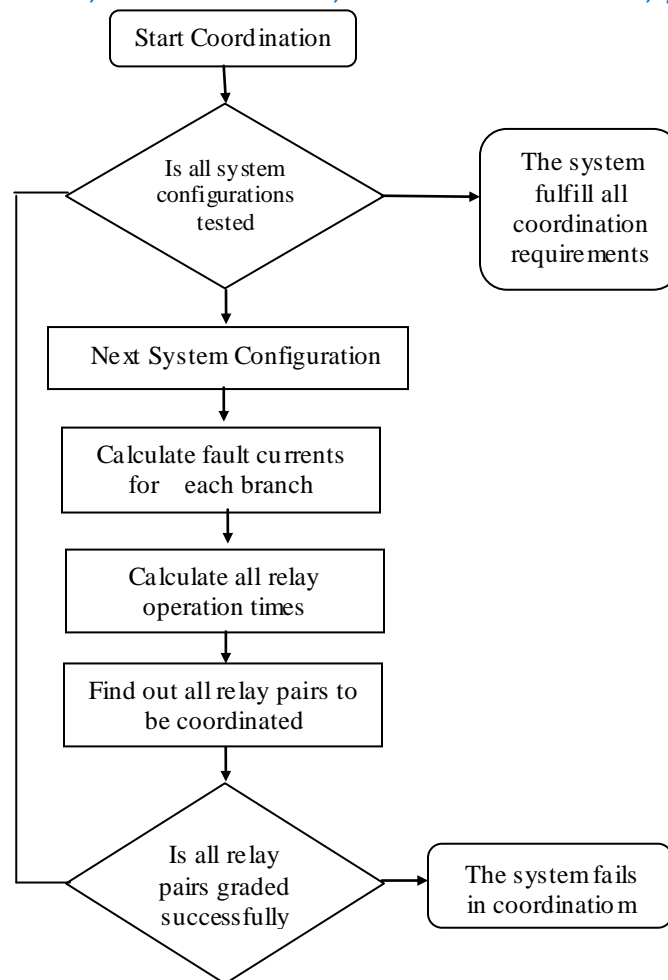 Start Coordination
Is all system
configurations
tested
The system
fulfill all
coordination
requirements
Next System Configuration
Calculate fault currents
for each branch
Calculate all relay
operation times
Find out all relay pairs to
be coordinated
Is all relay
pairs graded
successfully
The system fails
in coordinatiom